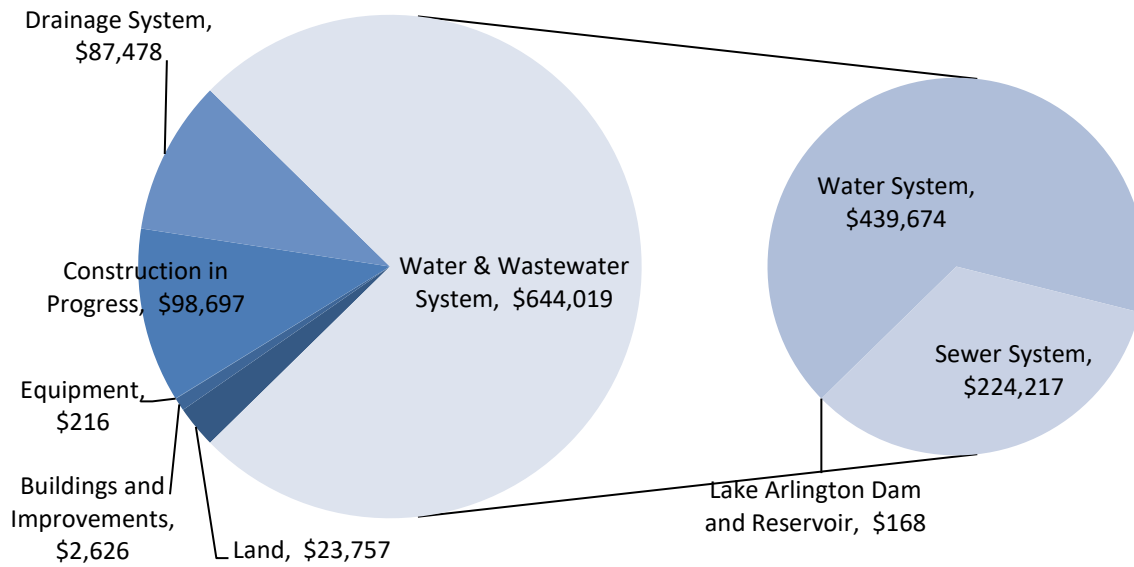 Drainage System,
$87,478
Water & Wastewater
System, $644,019
Construction in
Progress, $98,697
Equipment,
$216
Buildings and
Improvements,
$2,626
Land, $23,757
Water System,
$439,674
Sewer System,
$224,217
Lake Arlington Dam
and Reservoir, $168